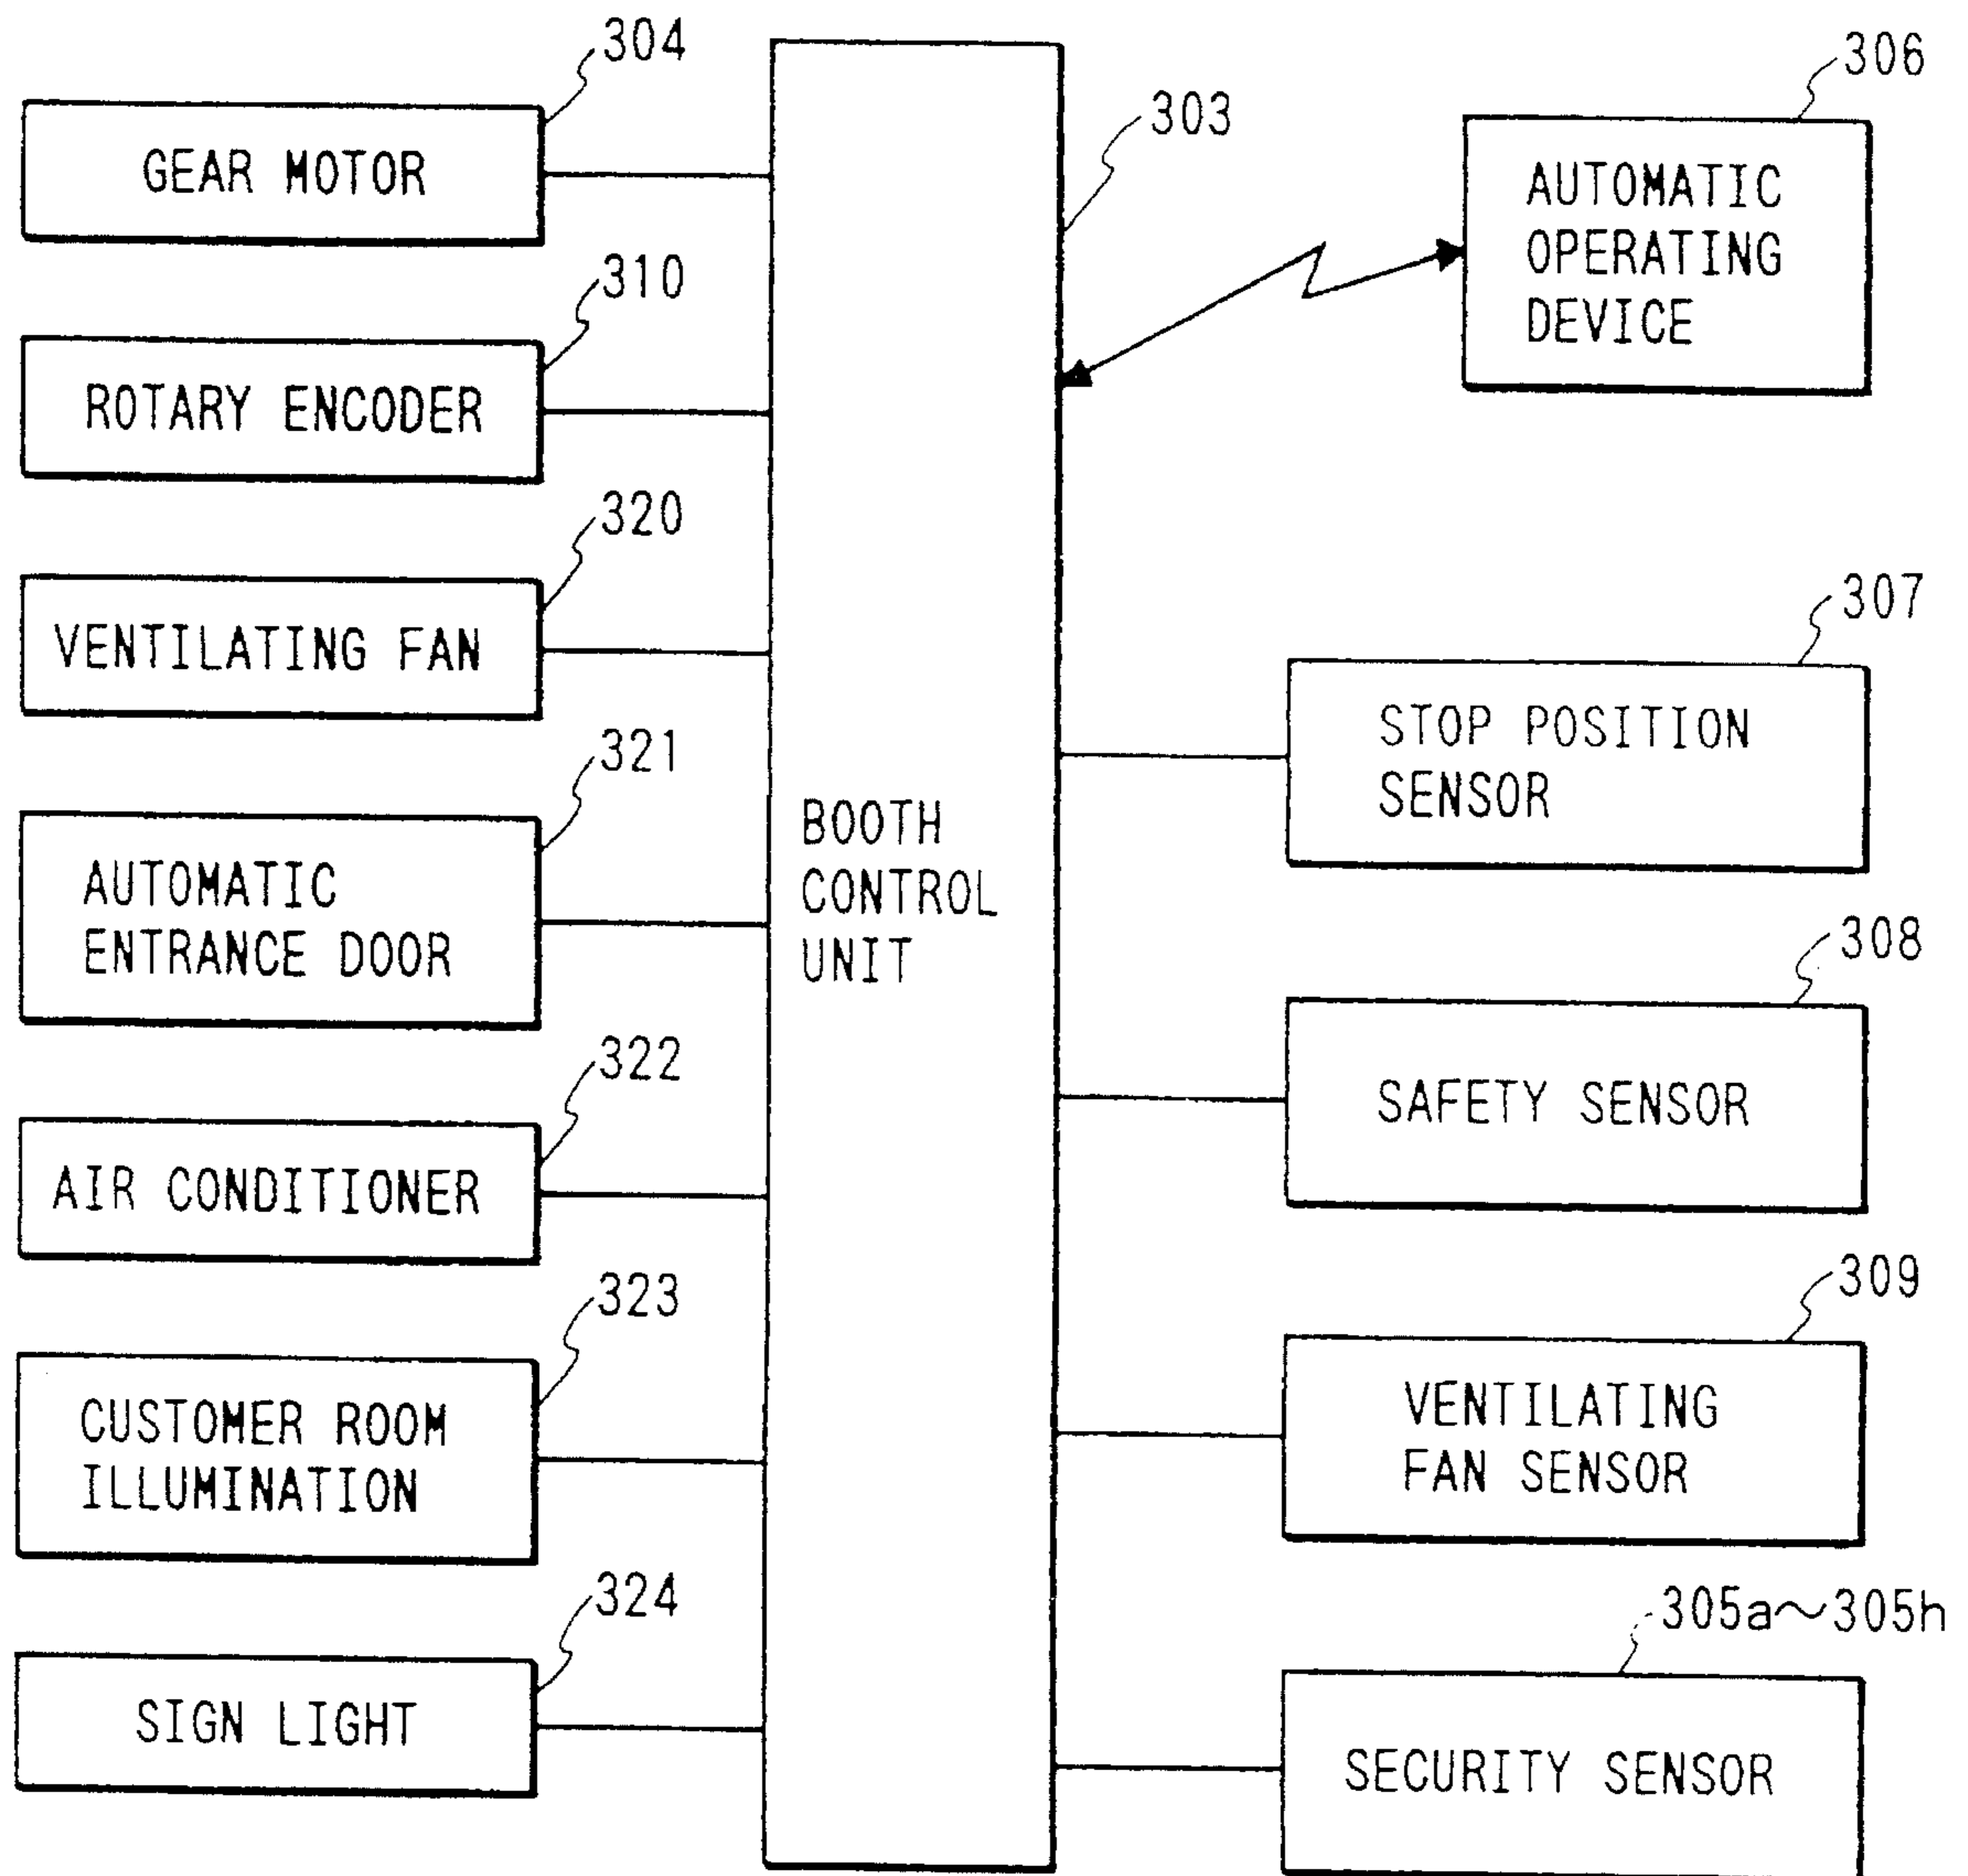 304
GEAR MOTOR
310
ROTARY ENCODER
320
VENTILATING FAN
321
AUTOMATIC
ENTRANCE DOOR
322
AIR CONDITIONER
323
CUSTOMER ROOM
ILLUMINATION
324
SIGN LIGHT
303
BOOTH
CONTROL
UNIT
306
AUTOMATIC
OPERATING
DEVICE
307
STOP POSITION
SENSOR
308
SAFETY SENSOR
309
VENTILATING
FAN SENSOR
305a～305h
SECURITY SENSOR